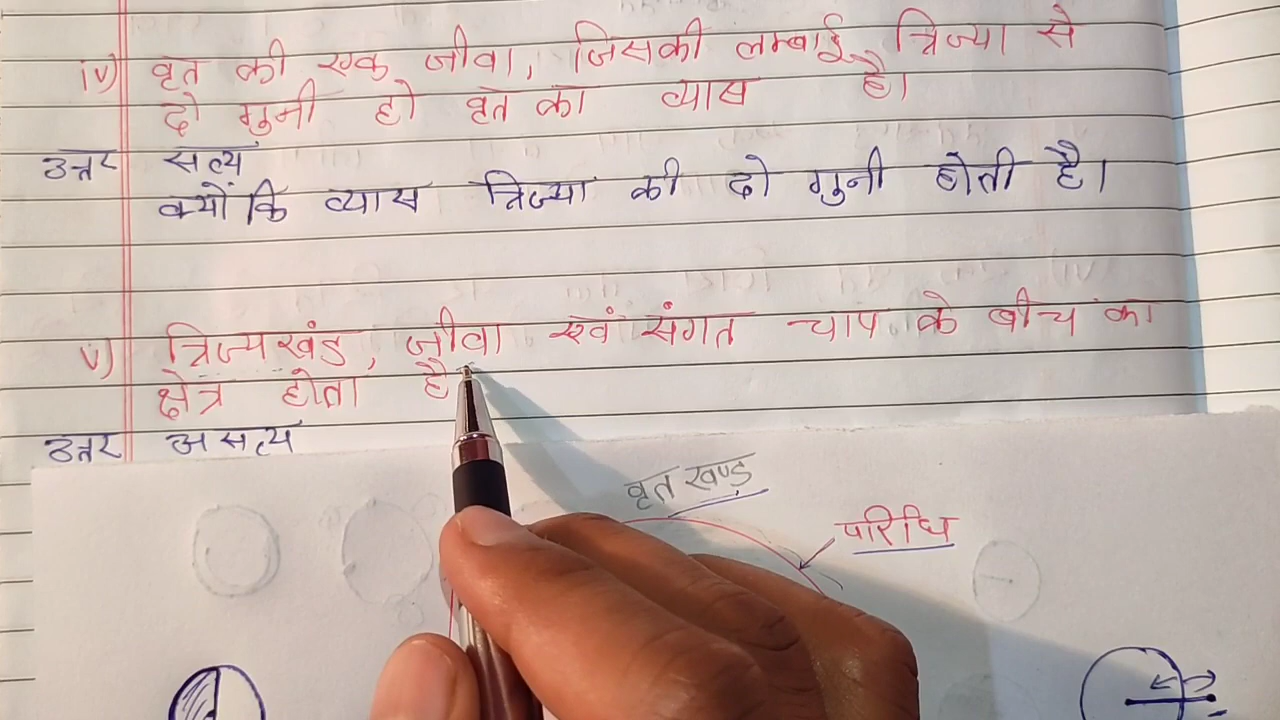 iv) वृत की एक जीवा, जिसकी लम्बाई त्रिज्या से
दो गुनी हो वृत का व्यास है।
उत्तर सत्य
क्यों कि व्यास त्रिज्या की दो गुनी होती है।
v) त्रिज्यखंड, जीवा एवं संगत चाप के बीच का
क्षेत्र होता है
उत्तर असत्य
वृत खण्ड
परिधि